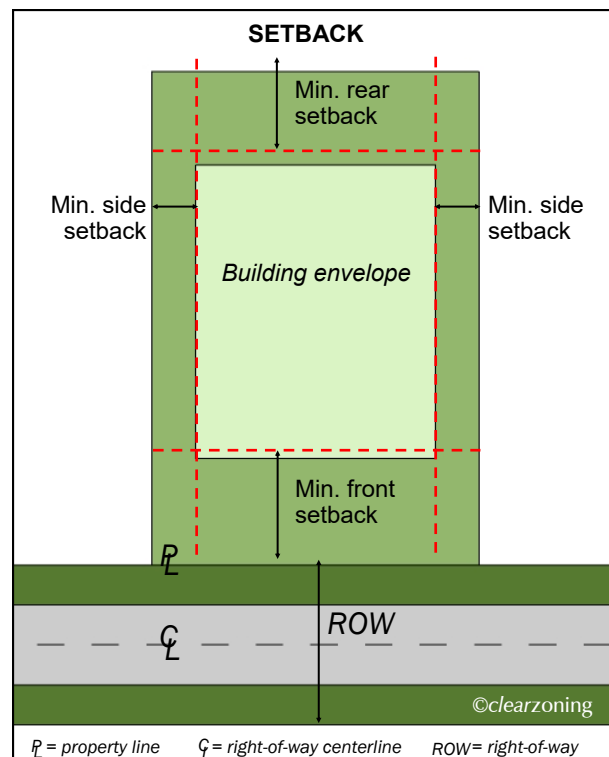 SETBACK
Min. rear
setback
Min. side
setback
Min. side
setback
Building envelope
Min. front
setback
PL
CL
ROW
©clearzoning
PL = property line CL = right-of-way centerline ROW = right-of-way